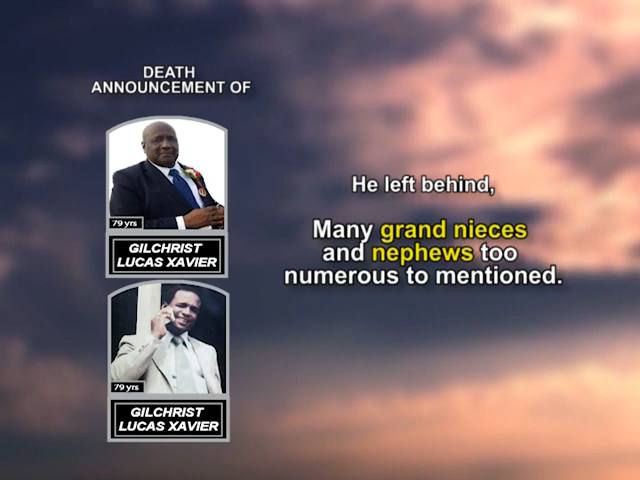 DEATH
ANNOUNCEMENT OF
79 yrs
GILCHRIST
LUCAS XAVIER
79 yrs
GILCHRIST
LUCAS XAVIER
He left behind,
Many grand nieces
and nephews too
numerous to mentioned.